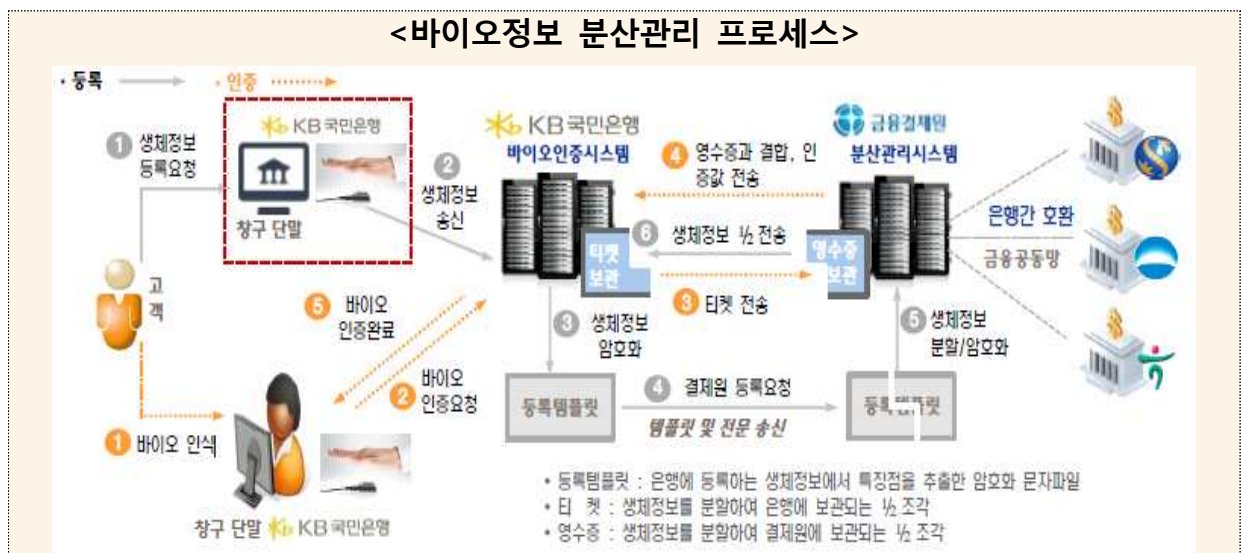 <바이오정보 분산관리 프로세스>
• 등록
• 인증
KB 국민은행
창구 단말
1 생체정보
등록요청
2
생체정보
송신
KB 국민은행
바이오인증시스템
티켓
보관
4 영수증과 결합, 인
증값 전송
금융결제원
분산관리시스템
영수증
보관
6 생체정보 ½ 전송
3 티켓 전송
은행간 호환
금융공동망
고
객
5 바이오
인증완료
2 바이오
인증요청
3 생체정보
암호화
5 생체정보
분할/암호화
등록템플릿
4 결제원 등록요청
템플릿 및 전문 송신
등록템플릿
1 바이오 인식
창구 단말 KB 국민은행
• 등록템플릿 : 은행에 등록하는 생체정보에서 특징점을 추출한 암호화 문자파일
• 티 켓 : 생체정보를 분할하여 은행에 보관되는 ½ 조각
• 영수증 : 생체정보를 분할하여 결제원에 보관되는 ½ 조각